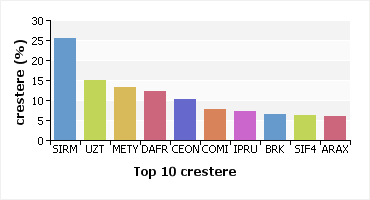 crestere (%)
30
25
20
15
10
5
0
SIRM UZT METY DAFR CEON COMI IPRU BRK SIF4 ARAX
Top 10 crestere